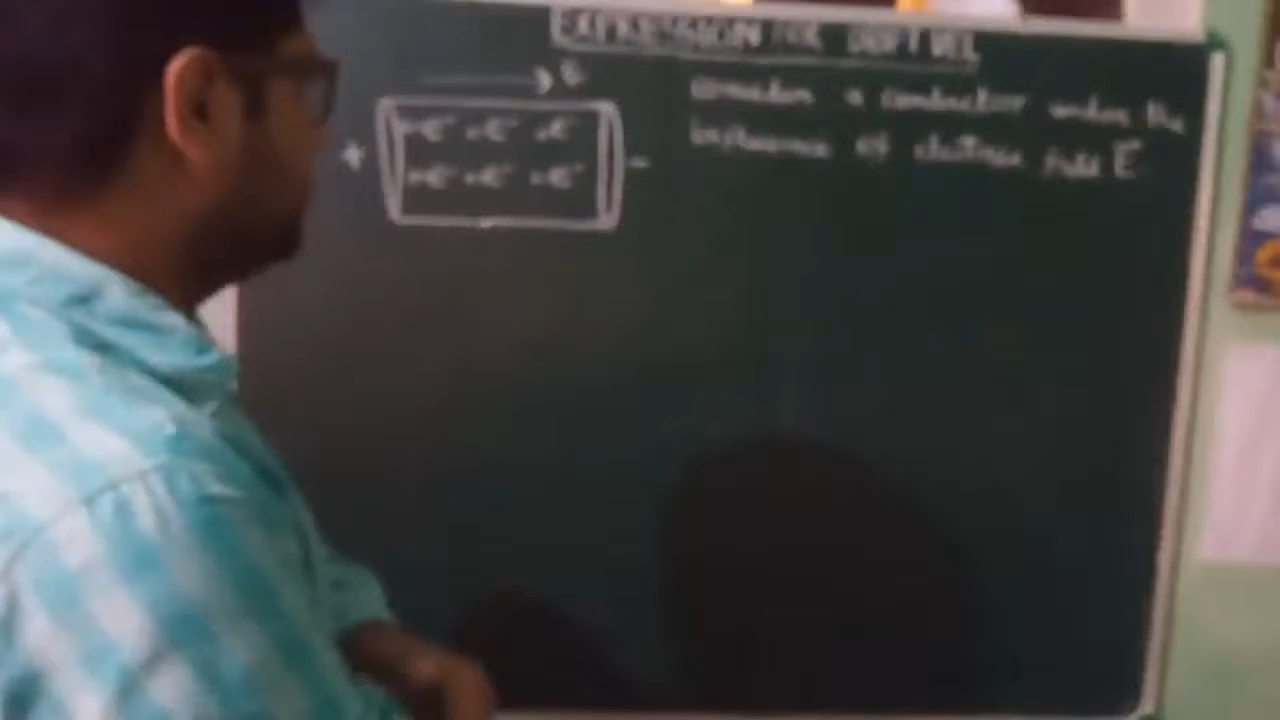 EXPRESSION FOR DRIFT VEL
→ E
+ e⁻ e⁻ e⁻ -
e⁻ e⁻ e⁻
consider a conductor under the
influence of electric field E